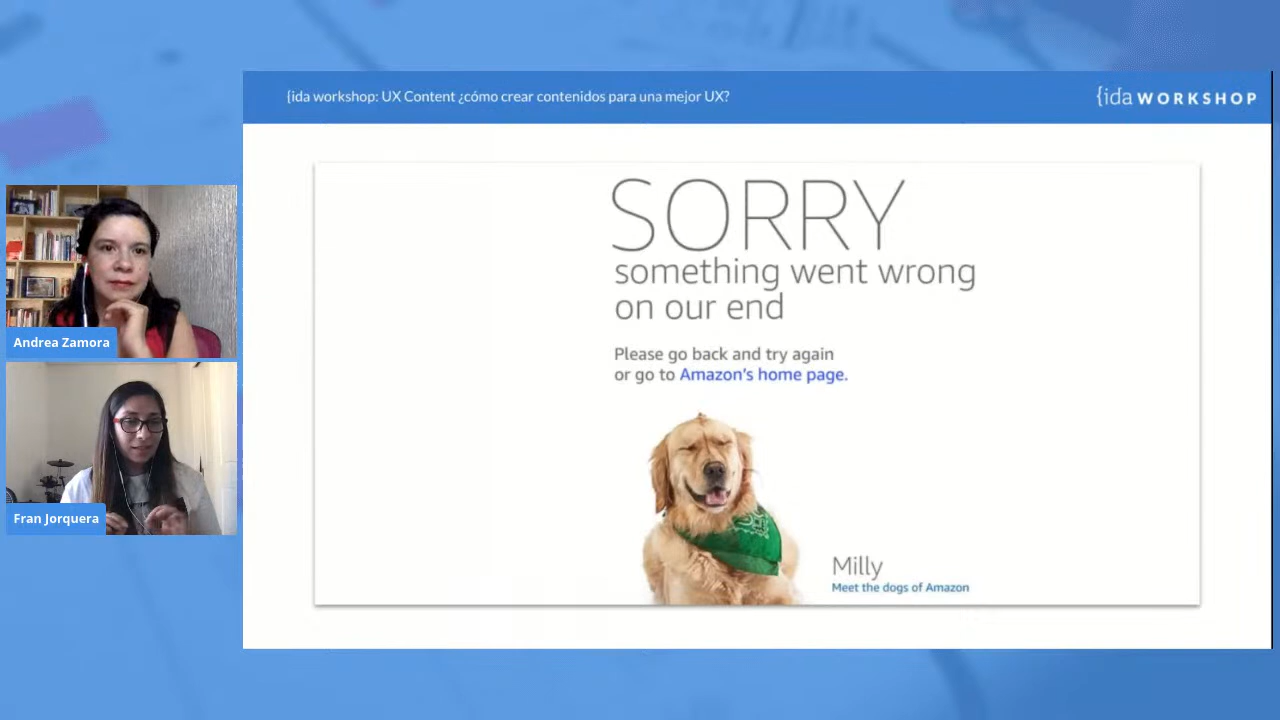 {ida workshop: UX Content ¿cómo crear contenidos para una mejor UX?
{ida WORKSHOP
SORRY
something went wrong
on our end
Please go back and try again
or go to Amazon's home page.
Milly
Meet the dogs of Amazon
Andrea Zamora
Fran Jorquera